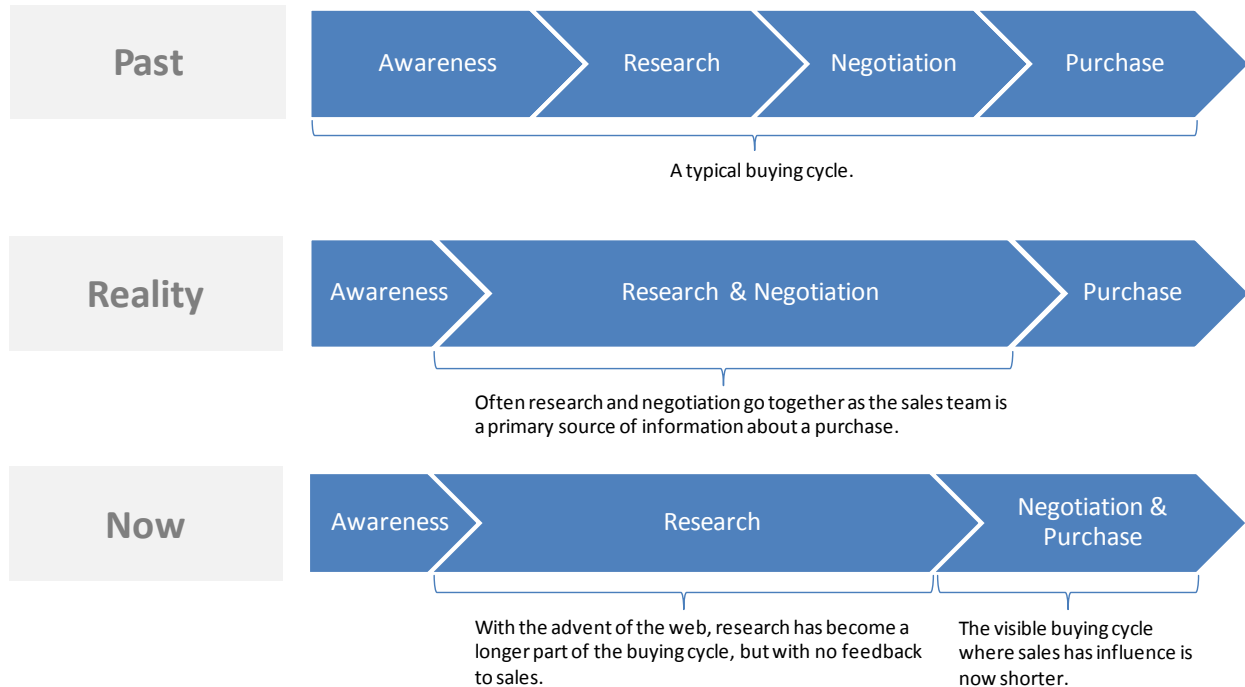 Past
Awareness
Research
Negotiation
Purchase
A typical buying cycle.
Reality
Awareness
Research & Negotiation
Purchase
Often research and negotiation go together as the sales team is
a primary source of information about a purchase.
Now
Awareness
Research
Negotiation &
Purchase
With the advent of the web, research has become a
longer part of the buying cycle, but with no feedback
to sales.
The visible buying cycle
where sales has influence is
now shorter.